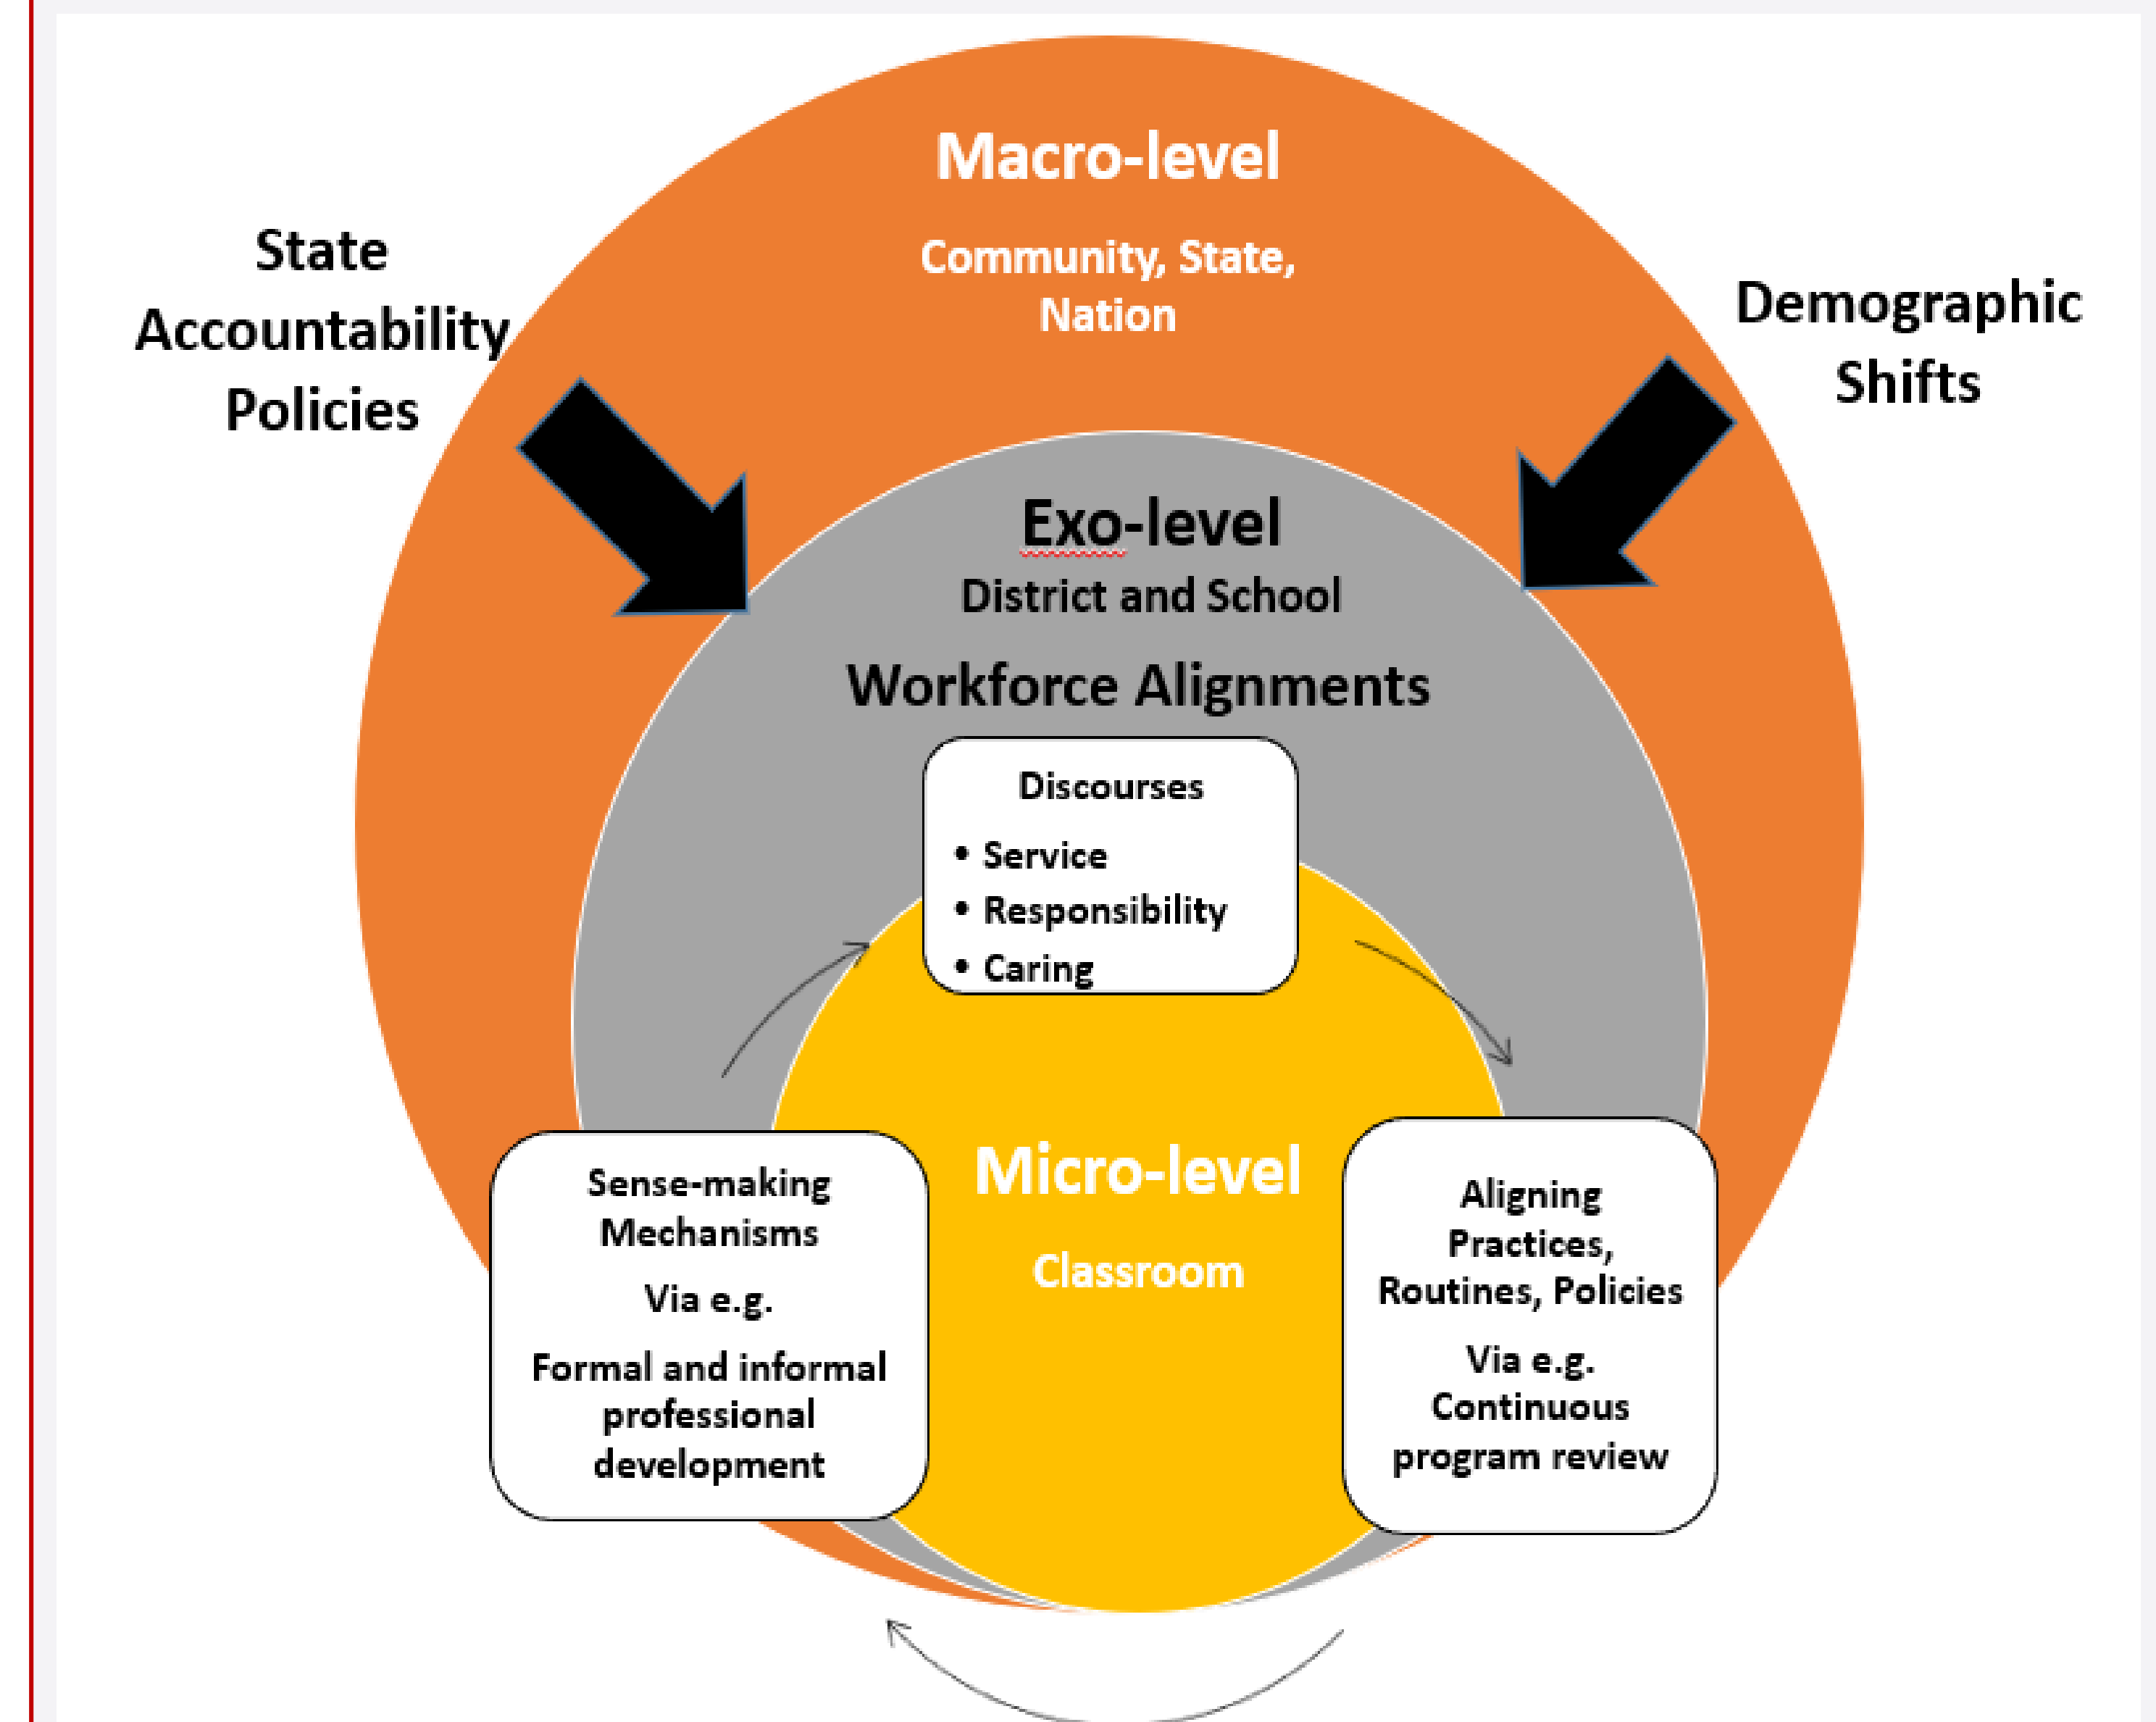 Macro-level
Community, State,
Nation
State
Accountability
Policies
Demographic
Shifts
Exo-level
District and School
Workforce Alignments
Discourses
• Service
• Responsibility
• Caring
Sense-making
Mechanisms
Via e.g.
Formal and informal
professional
development
Micro-level
Classroom
Aligning
Practices,
Routines, Policies
Via e.g.
Continuous
program review